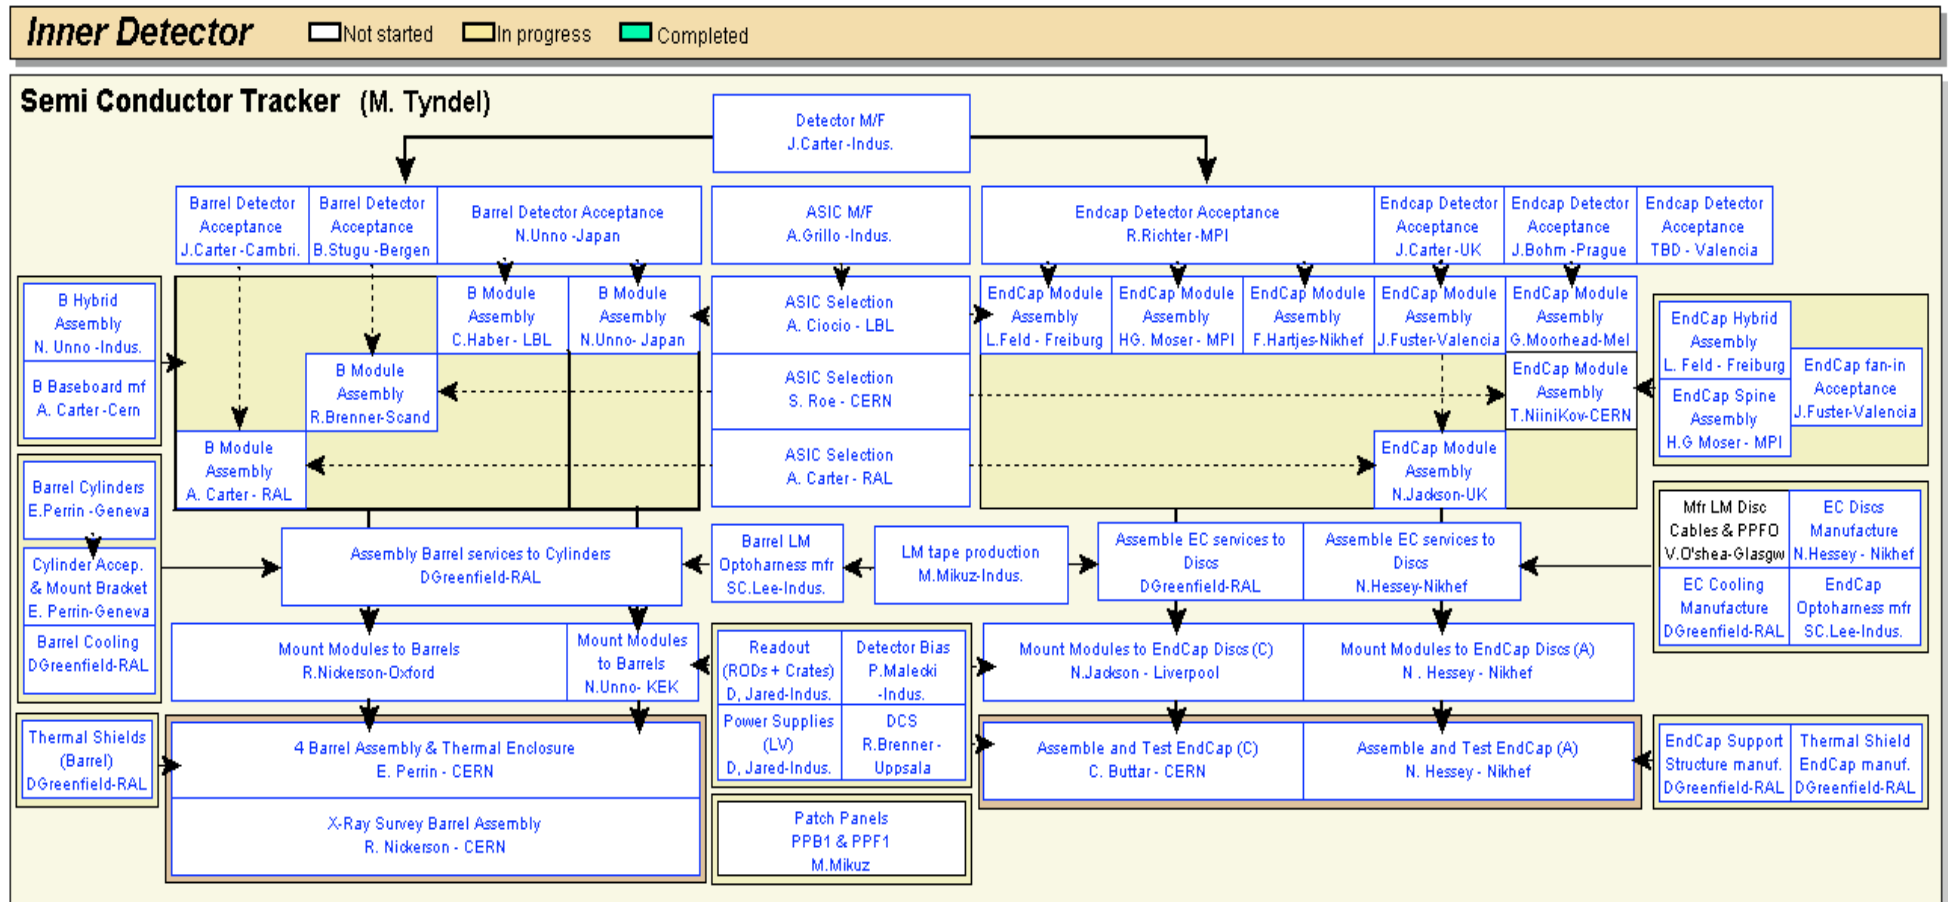 Inner Detector
Not started
In progress
Completed
Semi Conductor Tracker (M. Tyndel)
Detector M/F
J.Carter-Indus.
Barrel Detector
Acceptance
J.Carter-Cambri.
Barrel Detector
Acceptance
B.Stugu-Bergen
Barrel Detector Acceptance
N.Unno-Japan
ASIC M/F
A.Grillo-Indus.
Endcap Detector Acceptance
R.Richter-MPI
Endcap Detector
Acceptance
J.Carter-UK
Endcap Detector
Acceptance
J.Bohm-Prague
Endcap Detector
Acceptance
TBD - Valencia
B Hybrid
Assembly
N. Unno-Indus.
B Baseboard mf
A. Carter-Cern
B Module
Assembly
C.Haber - LBL
B Module
Assembly
N.Unno- Japan
ASIC Selection
A. Ciocio - LBL
EndCap Module
Assembly
L.Feld - Freiburg
EndCap Module
Assembly
HG. Moser - MPI
EndCap Module
Assembly
F.Hartjes-Nikhef
EndCap Module
Assembly
J.Fuster-Valencia
EndCap Module
Assembly
G.Moorhead-Mel
EndCap Hybrid
Assembly
L. Feld - Freiburg
EndCap Spine
Assembly
H.G Moser - MPI
EndCap fan-in
Acceptance
J.Fuster-Valencia
B Module
Assembly
R.Brenner-Scand
ASIC Selection
S. Roe - CERN
EndCap Module
Assembly
T.NiiniKov-CERN
B Module
Assembly
A. Carter - RAL
ASIC Selection
A. Carter - RAL
EndCap Module
Assembly
N.Jackson-UK
Barrel Cylinders
E.Perrin-Geneva
Cylinder Accep.
& Mount Bracket
E. Perrin-Geneva
Barrel Cooling
DGreenfield-RAL
Assembly Barrel services to Cylinders
DGreenfield-RAL
Barrel LM
Optoharness mfr
SC.Lee-Indus.
LM tape production
M.Mikuz-Indus.
Assemble EC services to
Discs
DGreenfield-RAL
Assemble EC services to
Discs
N.Hessey-Nikhef
Mfr LM Disc
Cables & PPFO
V.O'shea-Glasgw
EC Discs
Manufacture
N.Hessey - Nikhef
EC Cooling
Manufacture
DGreenfield-RAL
EndCap
Optoharness mfr
SC.Lee-Indus.
Mount Modules to Barrels
R.Nickerson-Oxford
Mount Modules
to Barrels
N.Unno- KEK
Readout
(RODs + Crates)
D, Jared-Indus.
Detector Bias
P.Malecki
-Indus.
Power Supplies
(LV)
D, Jared-Indus.
DCS
R.Brenner-
Uppsala
Mount Modules to EndCap Discs (C)
N.Jackson - Liverpool
Mount Modules to EndCap Discs (A)
N . Hessey - Nikhef
Thermal Shields
(Barrel)
DGreenfield-RAL
4 Barrel Assembly & Thermal Enclosure
E. Perrin - CERN
X-Ray Survey Barrel Assembly
R. Nickerson - CERN
Patch Panels
PPB1 & PPF1
M.Mikuz
Assemble and Test EndCap (C)
C. Buttar - CERN
Assemble and Test EndCap (A)
N. Hessey - Nikhef
EndCap Support
Structure manuf.
DGreenfield-RAL
Thermal Shield
EndCap manuf.
DGreenfield-RAL